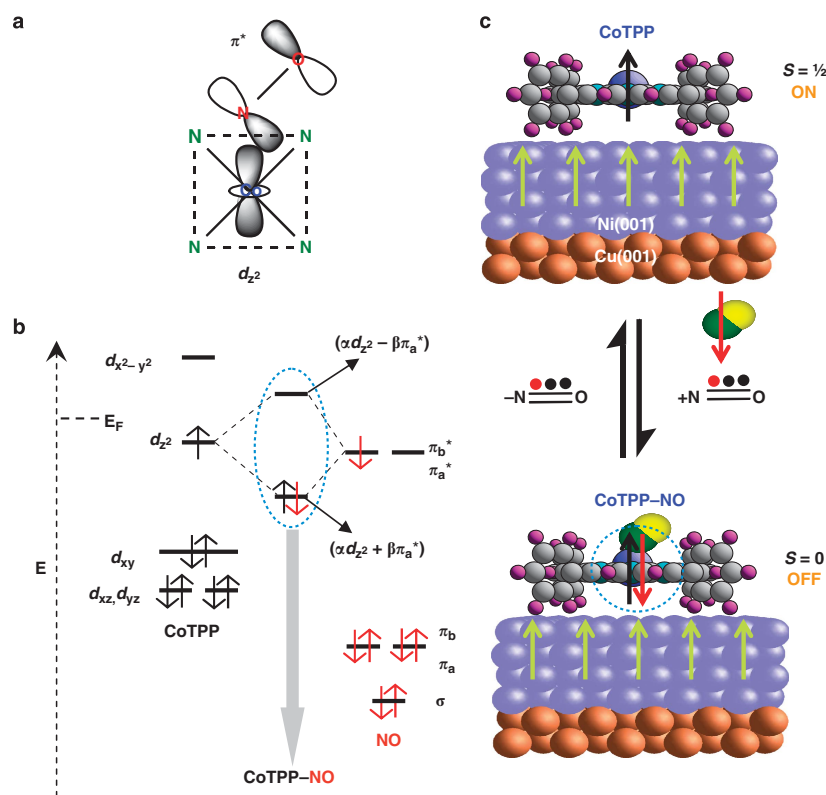 a
π*
O
N
N
N
Co
N
N
d_z²
b
d_x²–y²
(αd_z² – βπ_a*)
E_F
d_z²
π_b*
π_a*
(αd_z² + βπ_a*)
d_xy
E
d_xz,d_yz
CoTPP
π_b
π_a
σ
NO
CoTPP–NO
c
CoTPP
S = ½
ON
Ni(001)
Cu(001)
–N O
+N O
CoTPP–NO
S = 0
OFF